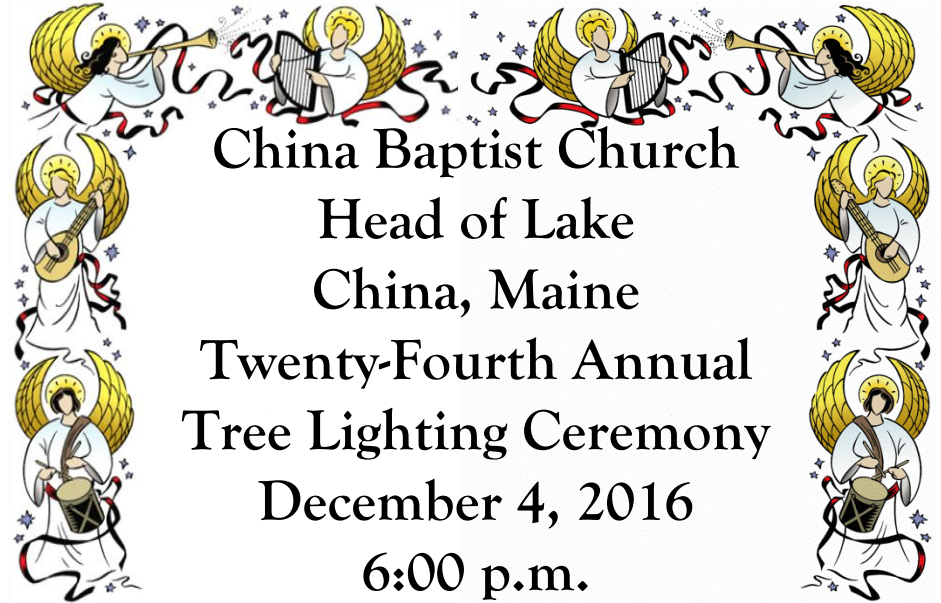 China Baptist Church
Head of Lake
China, Maine
Twenty-Fourth Annual
Tree Lighting Ceremony
December 4, 2016
6:00 p.m.